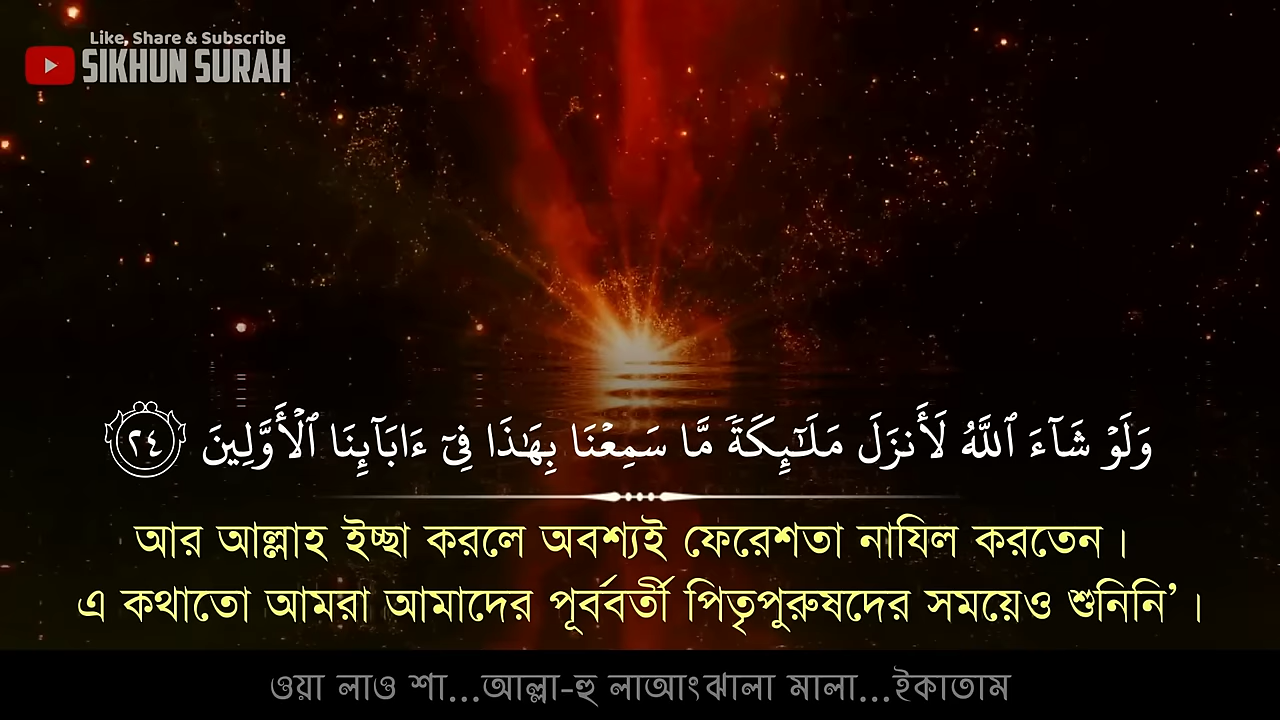 Like, Share & Subscribe
SIKHUN SURAH
وَلَوْ شَآءَ ٱللَّهُ لَأَنزَلَ مَلَـٰٓئِكَةً مَّا سَمِعْنَا بِهَـٰذَا فِىٓ ءَابَآئِنَا ٱلْأَوَّلِينَ ٢٤
আর আল্লাহ ইচ্ছা করলে অবশ্যই ফেরেশতা নাযিল করতেন।
এ কথাতো আমরা আমাদের পূর্ববর্তী পিতৃপুরুষদের সময়েও শুনিনি’।
ওয়া লাও শা...আল্লা-হু লাআংঝালা মালা...ইকাতাম